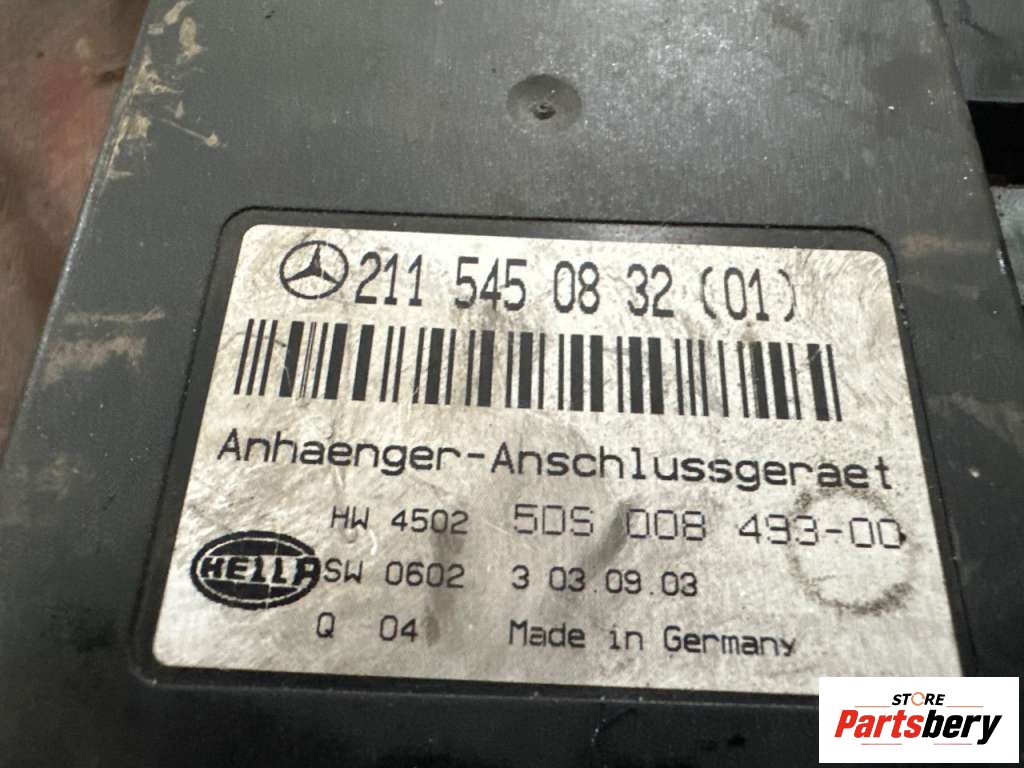 211 545 08 32 (01)
Anhaenger-Anschlussgeraet
HW 4502 5DS 008 493-00
HELLA SW 0602 3 03.09.03
Q 04 Made in Germany
STORE
Partsbery